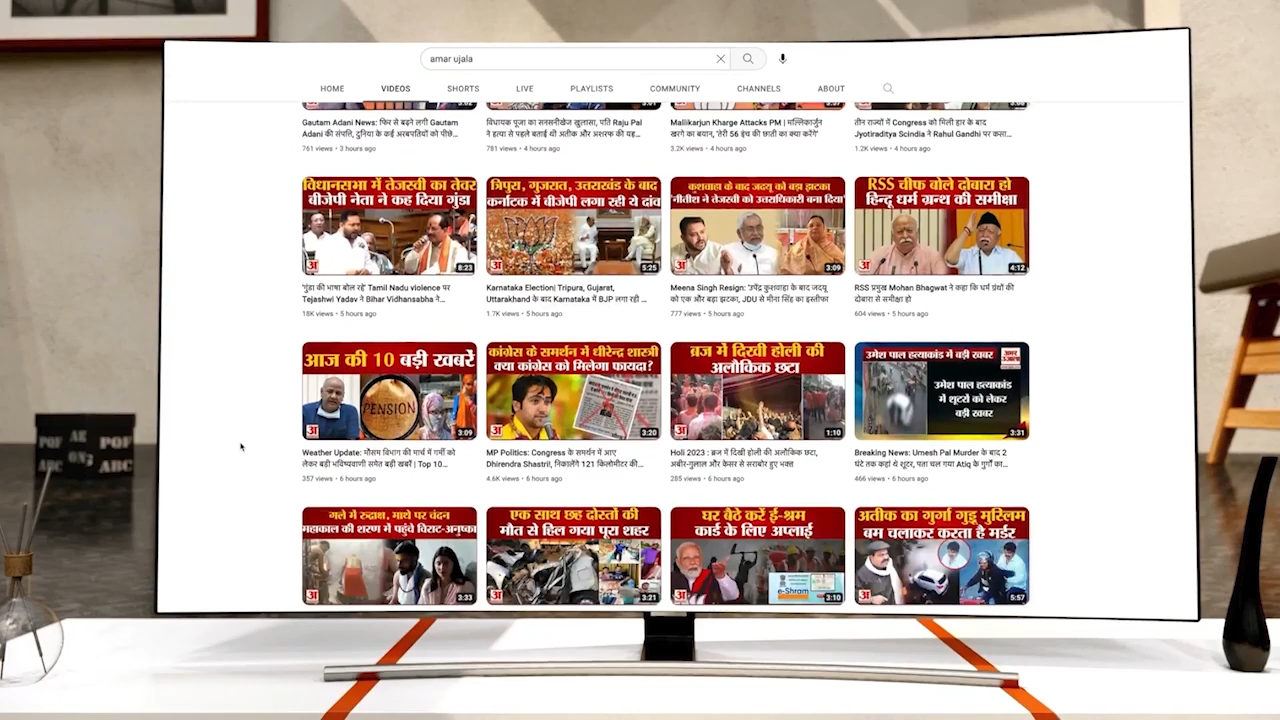 amar ujala
HOME VIDEOS SHORTS LIVE PLAYLISTS COMMUNITY CHANNELS ABOUT
Gautam Adani News: फिर से बढ़ने लगी Gautam
Adani की संपत्ति, दुनिया के कई अरबपतियों को पीछे...
761 views • 3 hours ago
विधायक पूजा का सनसनीखेज खुलासा, पति Raju Pal
ने हत्या से पहले बताई थी अतीक और अशरफ की यह...
781 views • 4 hours ago
Mallikarjun Kharge Attacks PM | मल्लिकार्जुन
खरगे का बयान, 'तेरी 56 इंच की छाती का क्या करेंगे'
3.2K views • 4 hours ago
तीन राज्यों में Congress को मिली हार के बाद
Jyotiraditya Scindia ने Rahul Gandhi पर कसा...
1.2K views • 4 hours ago
विधानसभा में तेजस्वी का तेवर
बीजेपी नेता ने कह दिया गुंडा
अ
8:23
'गुंडा की भाषा बोल रहे' Tamil Nadu violence पर
Tejashwi Yadav ने Bihar Vidhansabha ने...
18K views • 5 hours ago
त्रिपुरा, गुजरात, उत्तराखंड के बाद
कर्नाटक में बीजेपी लगा रही ये दांव
अ
5:25
Karnataka Election| Tripura, Gujarat,
Uttarakhand के बाद Karnataka में BJP लगा रही ...
1.7K views • 5 hours ago
कुशवाहा के बाद जदयू को बड़ा झटका
'नीतीश ने तेजस्वी को उत्तराधिकारी बना दिया'
अ
3:09
Meena Singh Resign: 'उपेंद्र कुशवाहा के बाद जदयू
को एक और बड़ा झटका, JDU से मीना सिंह का इस्तीफा
777 views • 5 hours ago
RSS चीफ बोले दोबारा हो
हिन्दू धर्म ग्रन्थ की समीक्षा
अ
4:12
RSS प्रमुख Mohan Bhagwat ने कहा कि धर्म ग्रंथों की
दोबारा से समीक्षा हो
604 views • 5 hours ago
आज की 10 बड़ी खबरें
PENSION
अ
3:09
Weather Update: मौसम विभाग की मार्च में गर्मी को
लेकर बड़ी भविष्यवाणी समेत बड़ी खबरें | Top 10...
357 views • 6 hours ago
कांग्रेस के समर्थन में धीरेन्द्र शास्त्री
क्या कांग्रेस को मिलेगा फायदा?
अ
3:20
MP Politics: Congress के समर्थन में आए
Dhirendra Shastri, निकालेंगे 121 किलोमीटर की...
4.6K views • 6 hours ago
ब्रज में दिखी होली की
अलौकिक छटा
अ
1:10
Holi 2023 : ब्रज में दिखी होली की अलौकिक छटा,
अबीर-गुलाल और केसर से सराबोर हुए भक्त
285 views • 6 hours ago
उमेश पाल हत्याकांड में बड़ी खबर
अमर उजाला
उमेश पाल हत्याकांड
में शूटरों को लेकर
बड़ी खबर
3:31
Breaking News: Umesh Pal Murder के बाद 2
घंटे तक कहां थे शूटर, पता चल गया Atiq के गुर्गों का...
466 views • 6 hours ago
गले में रुद्राक्ष, माथे पर चंदन
महाकाल की शरण में पहुंचे विराट-अनुष्का
अ
3:33
एक साथ छह दोस्तों की
मौत से हिल गया पूरा शहर
अ
3:21
घर बैठे करें ई-श्रम
कार्ड के लिए अप्लाई
e-Shram
अ
3:10
अतीक का गुर्गा गुड्डू मुस्लिम
बम चलाकर करता है मर्डर
अ
5:57